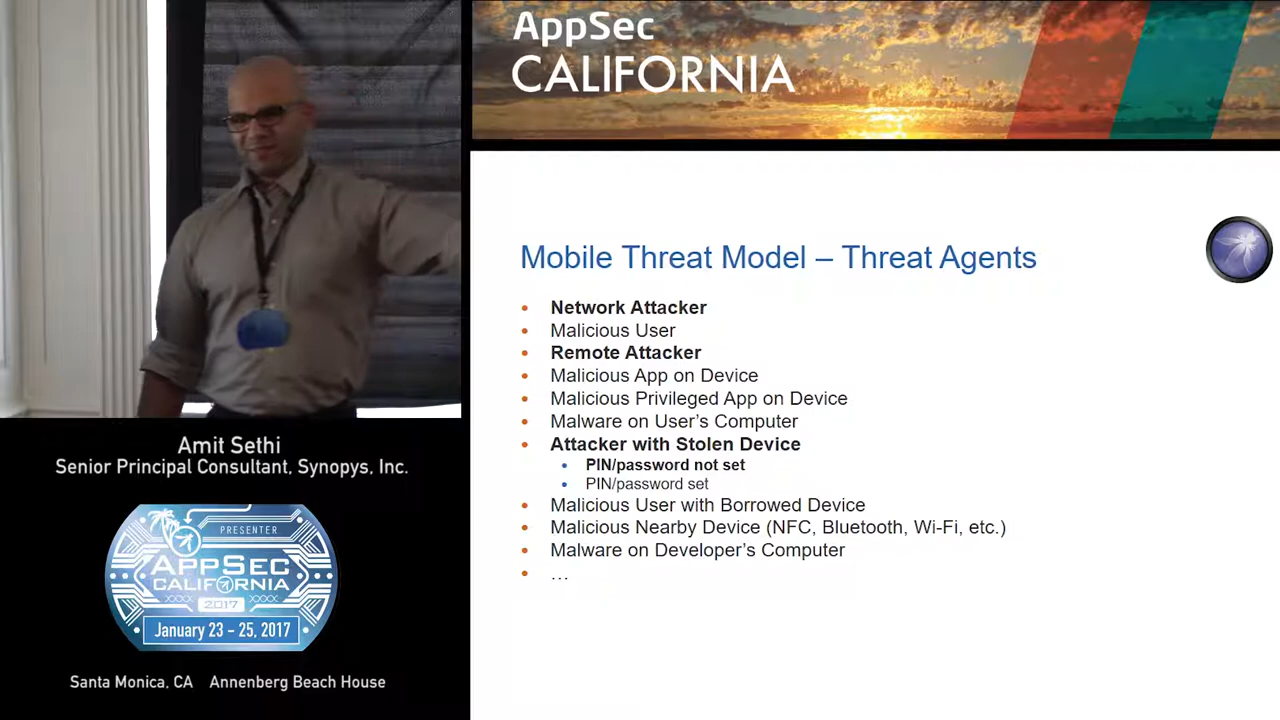 AppSec
CALIFORNIA
Mobile Threat Model – Threat Agents
• Network Attacker
• Malicious User
• Remote Attacker
• Malicious App on Device
• Malicious Privileged App on Device
• Malware on User's Computer
• Attacker with Stolen Device
• PIN/password not set
• PIN/password set
• Malicious User with Borrowed Device
• Malicious Nearby Device (NFC, Bluetooth, Wi-Fi, etc.)
• Malware on Developer's Computer
• …
Amit Sethi
Senior Principal Consultant, Synopys, Inc.
PRESENTER
APPSEC
CALIFORNIA
XXXX 2017 XXXX
January 23 - 25, 2017
Santa Monica, CA Annenberg Beach House